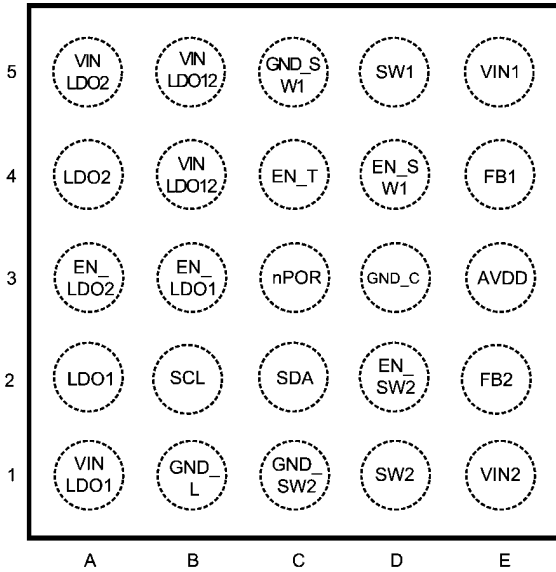 5
VIN
LDO2
VIN
LDO12
GND_S
W1
SW1
VIN1
4
LDO2
VIN
LDO12
EN_T
EN_S
W1
FB1
3
EN_
LDO2
EN_
LDO1
nPOR
GND_C
AVDD
2
LDO1
SCL
SDA
EN_
SW2
FB2
1
VIN
LDO1
GND_
L
GND_
SW2
SW2
VIN2
A B C D E